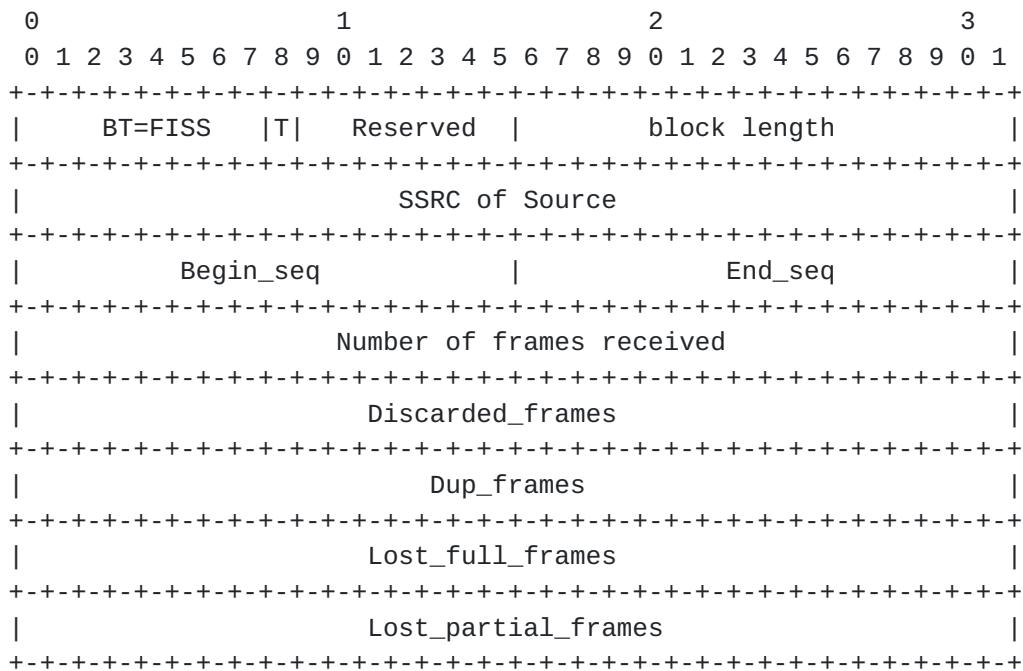 0                   1                   2                   3
 0 1 2 3 4 5 6 7 8 9 0 1 2 3 4 5 6 7 8 9 0 1 2 3 4 5 6 7 8 9 0 1
+-+-+-+-+-+-+-+-+-+-+-+-+-+-+-+-+-+-+-+-+-+-+-+-+-+-+-+-+-+-+-+-+
|     BT=FISS   |T|   Reserved  |        block length           |
+-+-+-+-+-+-+-+-+-+-+-+-+-+-+-+-+-+-+-+-+-+-+-+-+-+-+-+-+-+-+-+-+
|                        SSRC of Source                         |
+-+-+-+-+-+-+-+-+-+-+-+-+-+-+-+-+-+-+-+-+-+-+-+-+-+-+-+-+-+-+-+-+
|          Begin_seq            |             End_seq           |
+-+-+-+-+-+-+-+-+-+-+-+-+-+-+-+-+-+-+-+-+-+-+-+-+-+-+-+-+-+-+-+-+
|                    Number of frames received                  |
+-+-+-+-+-+-+-+-+-+-+-+-+-+-+-+-+-+-+-+-+-+-+-+-+-+-+-+-+-+-+-+-+
|                      Discarded_frames                         |
+-+-+-+-+-+-+-+-+-+-+-+-+-+-+-+-+-+-+-+-+-+-+-+-+-+-+-+-+-+-+-+-+
|                          Dup_frames                           |
+-+-+-+-+-+-+-+-+-+-+-+-+-+-+-+-+-+-+-+-+-+-+-+-+-+-+-+-+-+-+-+-+
|                      Lost_full_frames                         |
+-+-+-+-+-+-+-+-+-+-+-+-+-+-+-+-+-+-+-+-+-+-+-+-+-+-+-+-+-+-+-+-+
|                      Lost_partial_frames                      |
+-+-+-+-+-+-+-+-+-+-+-+-+-+-+-+-+-+-+-+-+-+-+-+-+-+-+-+-+-+-+-+-+